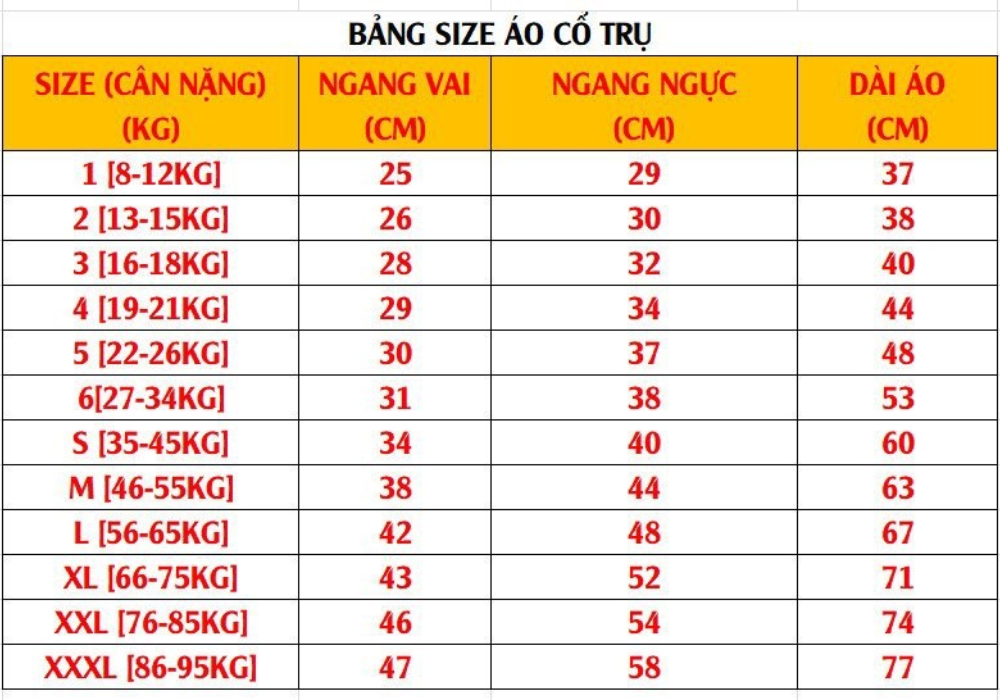 BẢNG SIZE ÁO CỔ TRỤ
SIZE (CÂN NẶNG) NGANG VAI NGANG NGỰC DÀI ÁO
(KG) (CM) (CM) (CM)
1 [8-12KG] 25 29 37
2 [13-15KG] 26 30 38
3 [16-18KG] 28 32 40
4 [19-21KG] 29 34 44
5 [22-26KG] 30 37 48
6[27-34KG] 31 38 53
S [35-45KG] 34 40 60
M [46-55KG] 38 44 63
L [56-65KG] 42 48 67
XL [66-75KG] 43 52 71
XXL [76-85KG] 46 54 74
XXXL [86-95KG] 47 58 77